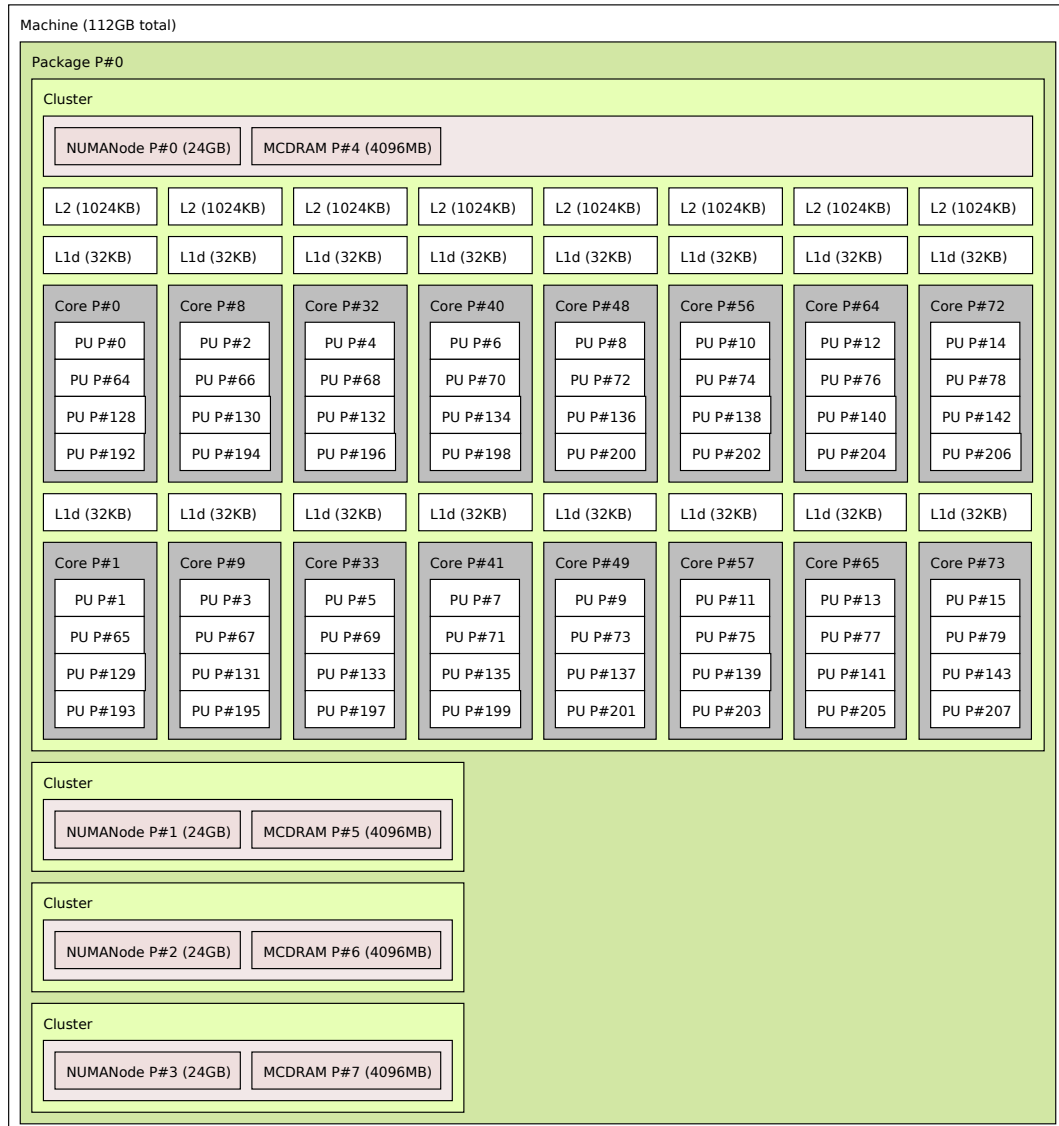 Machine (112GB total)
Package P#0
Cluster
NUMANode P#0 (24GB) MCDRAM P#4 (4096MB)
L2 (1024KB) L2 (1024KB) L2 (1024KB) L2 (1024KB) L2 (1024KB) L2 (1024KB) L2 (1024KB) L2 (1024KB)
L1d (32KB) L1d (32KB) L1d (32KB) L1d (32KB) L1d (32KB) L1d (32KB) L1d (32KB) L1d (32KB)
Core P#0 Core P#8 Core P#32 Core P#40 Core P#48 Core P#56 Core P#64 Core P#72
PU P#0 PU P#2 PU P#4 PU P#6 PU P#8 PU P#10 PU P#12 PU P#14
PU P#64 PU P#66 PU P#68 PU P#70 PU P#72 PU P#74 PU P#76 PU P#78
PU P#128 PU P#130 PU P#132 PU P#134 PU P#136 PU P#138 PU P#140 PU P#142
PU P#192 PU P#194 PU P#196 PU P#198 PU P#200 PU P#202 PU P#204 PU P#206
L1d (32KB) L1d (32KB) L1d (32KB) L1d (32KB) L1d (32KB) L1d (32KB) L1d (32KB) L1d (32KB)
Core P#1 Core P#9 Core P#33 Core P#41 Core P#49 Core P#57 Core P#65 Core P#73
PU P#1 PU P#3 PU P#5 PU P#7 PU P#9 PU P#11 PU P#13 PU P#15
PU P#65 PU P#67 PU P#69 PU P#71 PU P#73 PU P#75 PU P#77 PU P#79
PU P#129 PU P#131 PU P#133 PU P#135 PU P#137 PU P#139 PU P#141 PU P#143
PU P#193 PU P#195 PU P#197 PU P#199 PU P#201 PU P#203 PU P#205 PU P#207
Cluster
NUMANode P#1 (24GB) MCDRAM P#5 (4096MB)
Cluster
NUMANode P#2 (24GB) MCDRAM P#6 (4096MB)
Cluster
NUMANode P#3 (24GB) MCDRAM P#7 (4096MB)